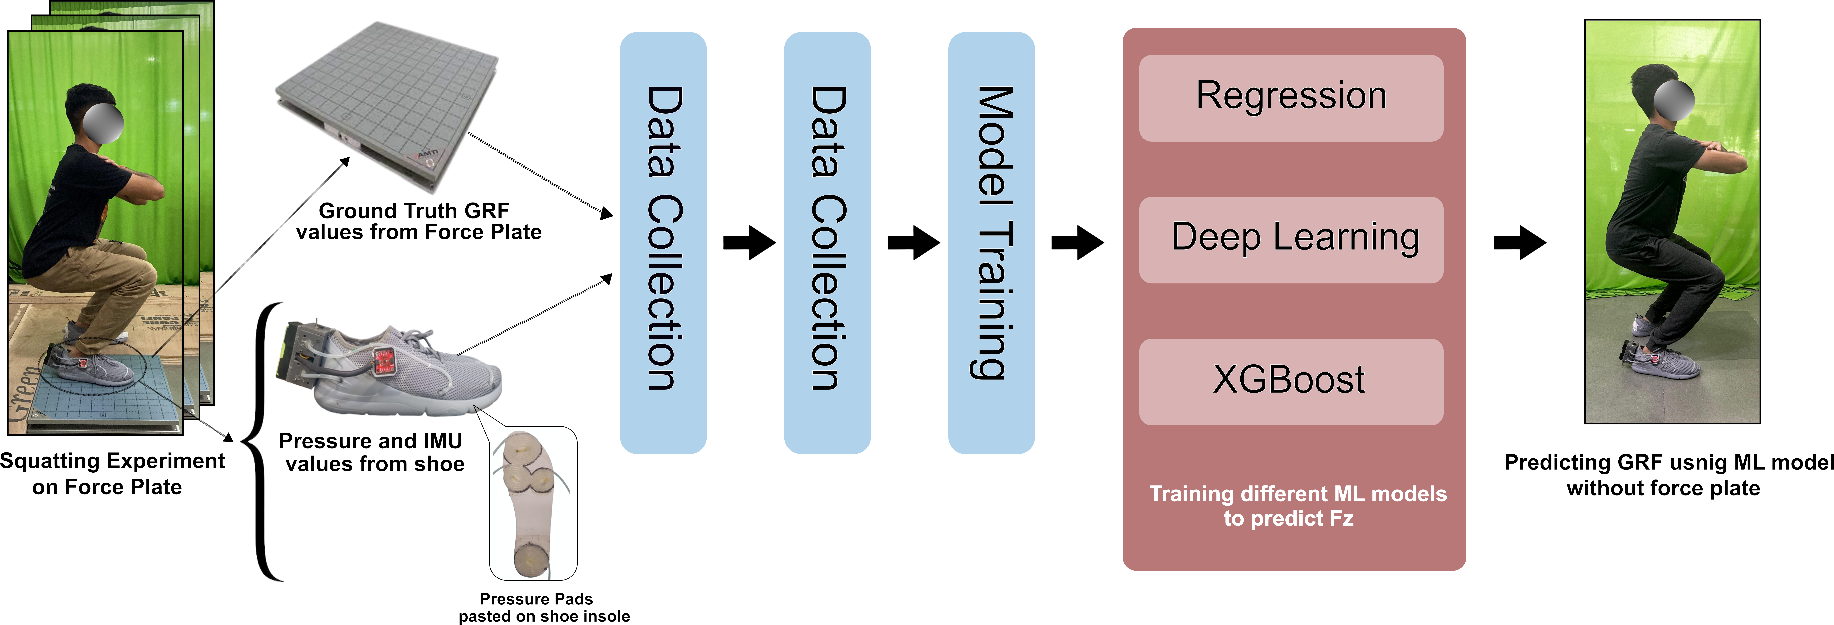 Green
Squatting Experiment
on Force Plate
AMTI
Ground Truth GRF
values from Force Plate
Pressure and IMU
values from shoe
Pressure Pads
pasted on shoe insole
Data Collection
Data Collection
Model Training
Regression
Deep Learning
XGBoost
Training different ML models
to predict Fz
Predicting GRF usnig ML model
without force plate